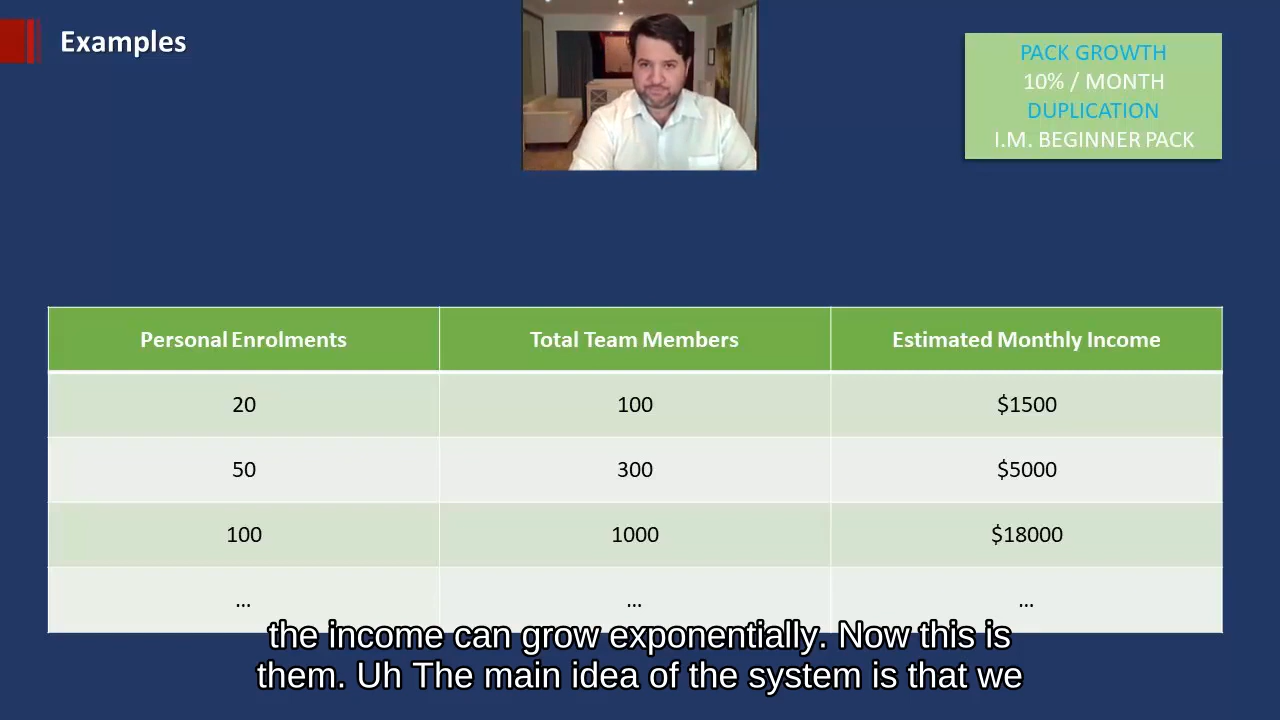 Examples
PACK GROWTH
10% / MONTH
DUPLICATION
I.M. BEGINNER PACK
Personal Enrolments Total Team Members Estimated Monthly Income
20 100 $1500
50 300 $5000
100 1000 $18000
... ... ...
the income can grow exponentially. Now this is
them. Uh The main idea of the system is that we